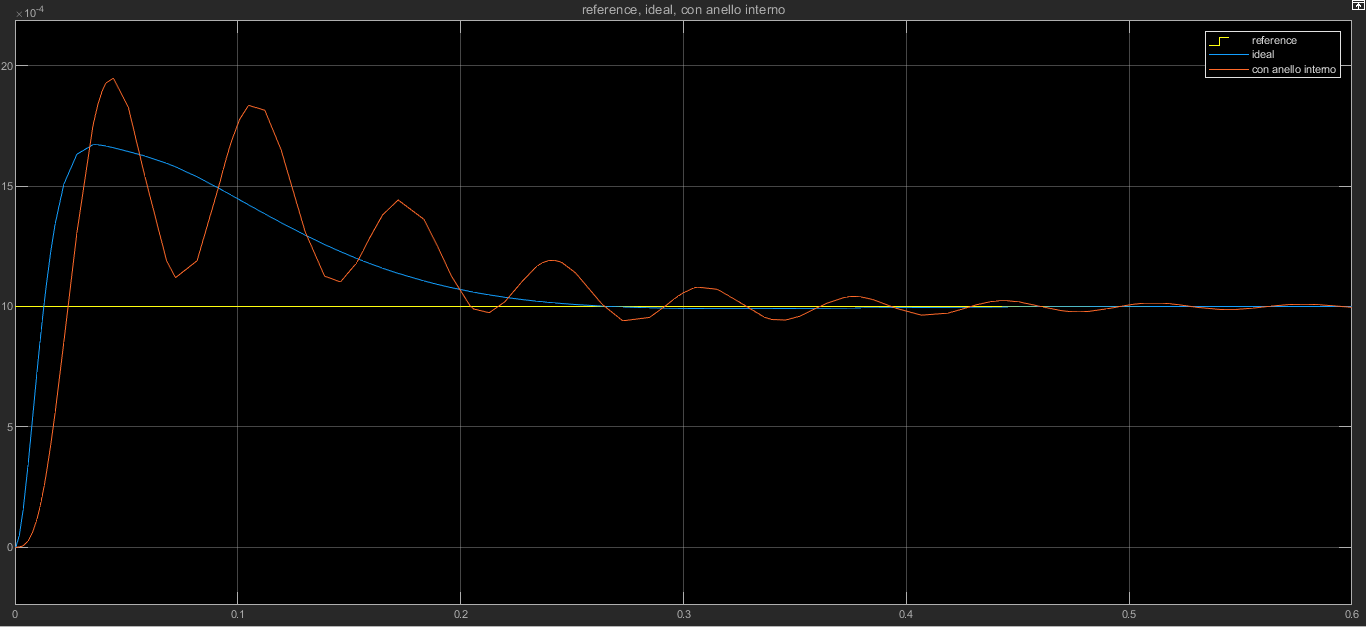 reference, ideal, con anello interno
×10-4
reference
ideal
con anello interno
20
15
10
5
0
0 0.1 0.2 0.3 0.4 0.5 0.6